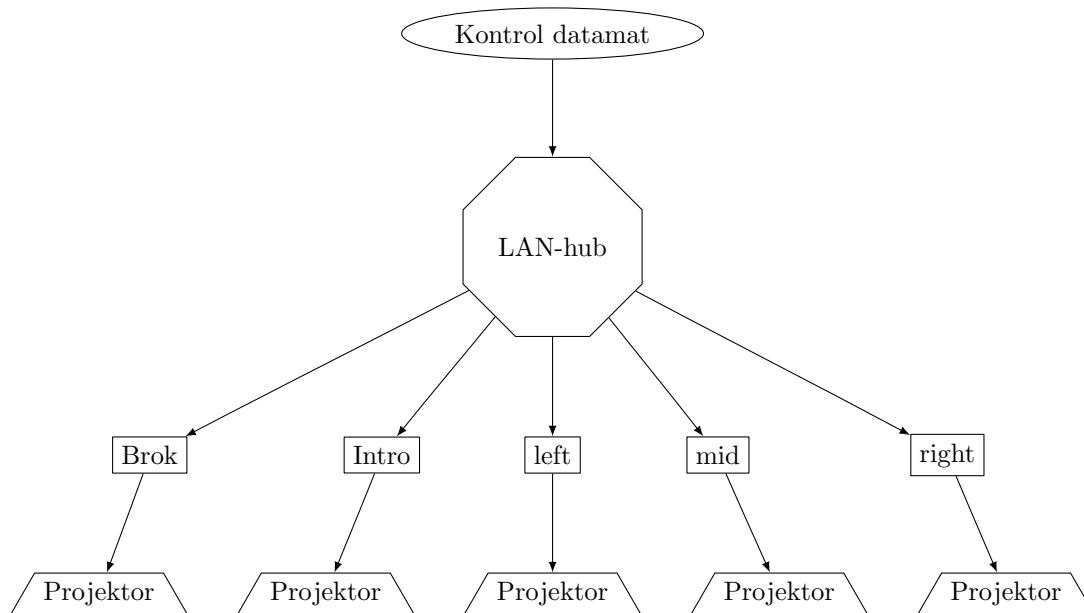 Kontrol datamat
LAN-hub
Brok
Intro
left
mid
right
Projektor
Projektor
Projektor
Projektor
Projektor